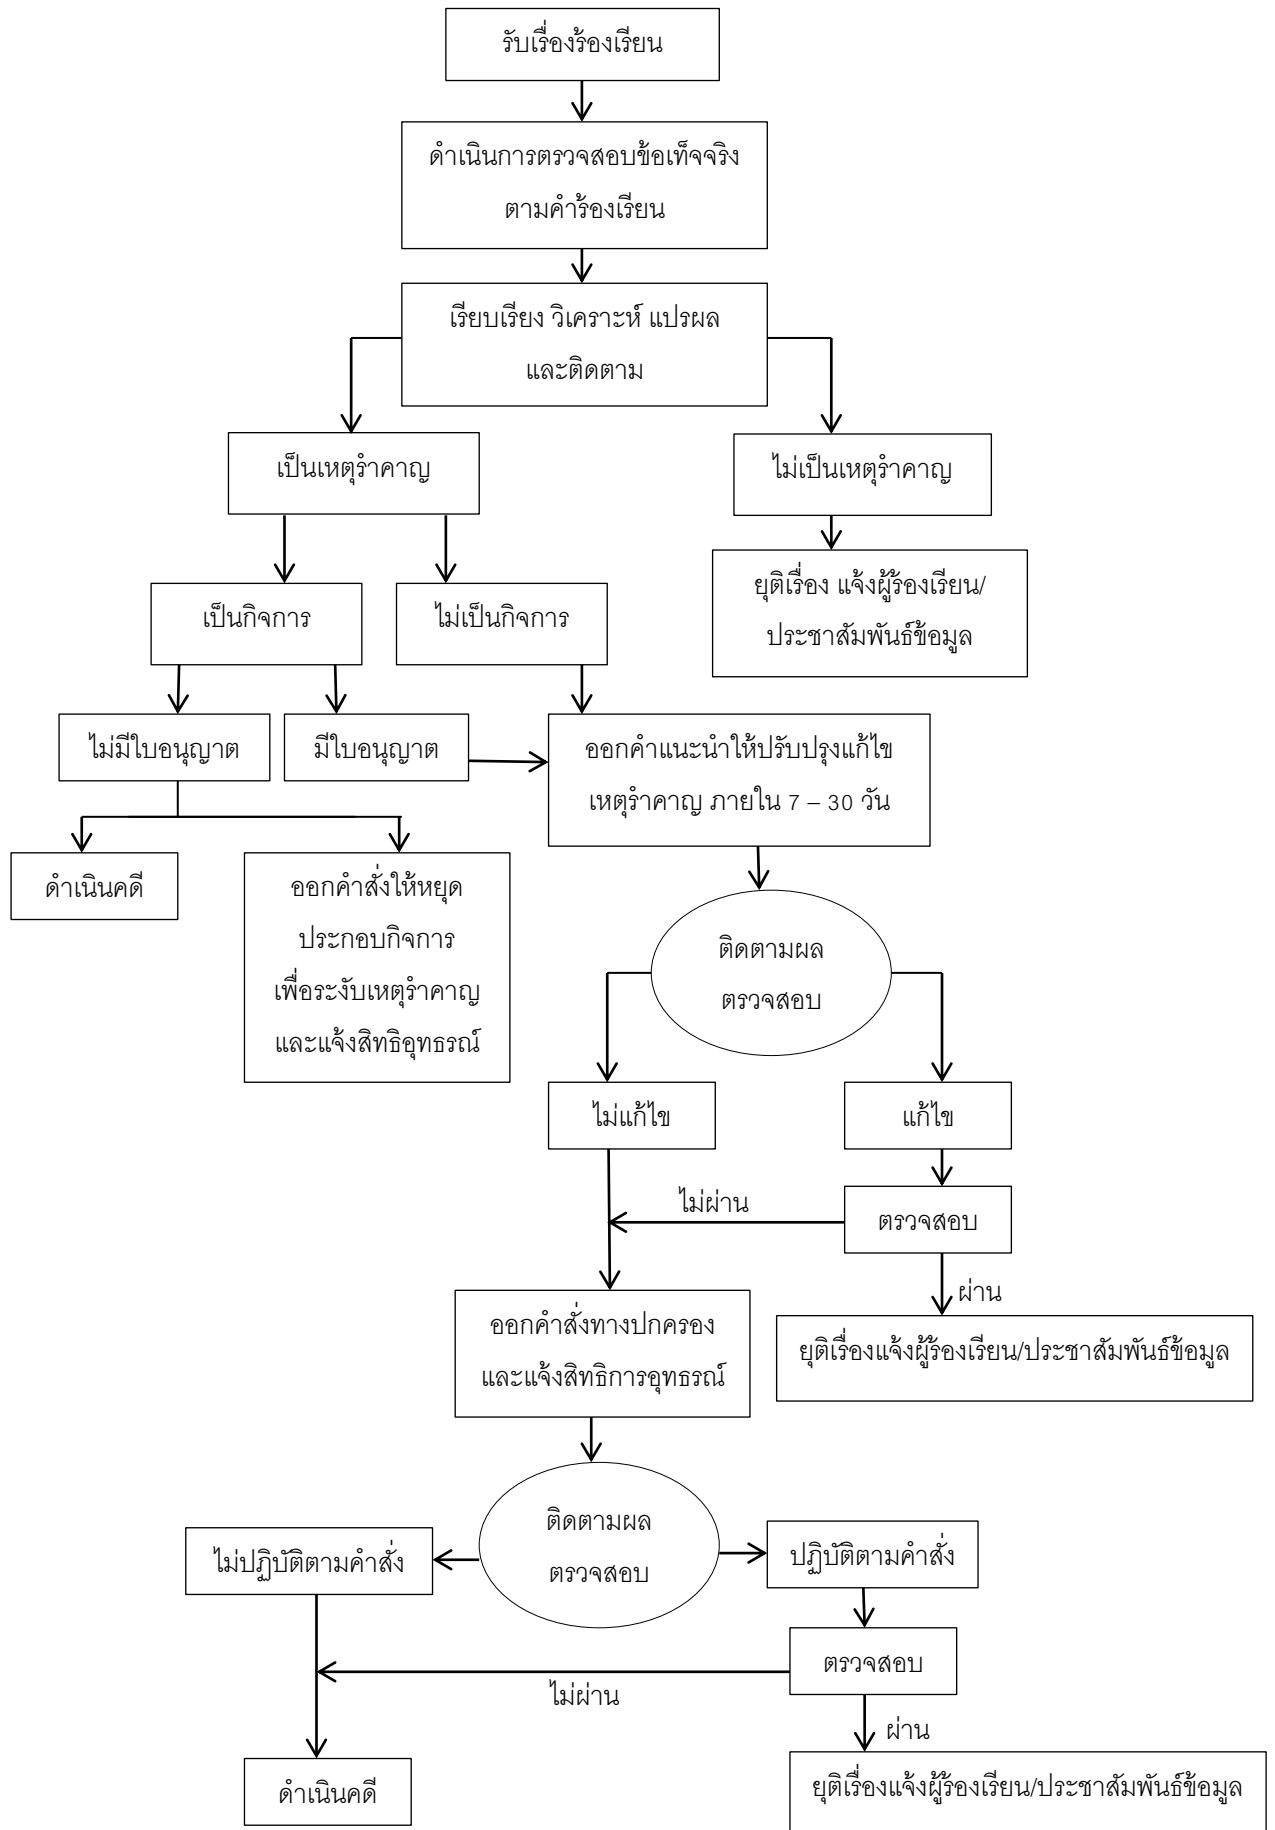 รับเรื่องร้องเรียน
ดำเนินการตรวจสอบข้อเท็จจริง
ตามคำร้องเรียน
เรียบเรียง วิเคราะห์ แปรผล
และติดตาม
เป็นเหตุรำคาญ
ไม่เป็นเหตุรำคาญ
ยุติเรื่อง แจ้งผู้ร้องเรียน/
ประชาสัมพันธ์ข้อมูล
เป็นกิจการ
ไม่เป็นกิจการ
ไม่มีใบอนุญาต
มีใบอนุญาต
ออกคำแนะนำให้ปรับปรุงแก้ไข
เหตุรำคาญ ภายใน 7 – 30 วัน
ดำเนินคดี
ออกคำสั่งให้หยุด
ประกอบกิจการ
เพื่อระงับเหตุรำคาญ
และแจ้งสิทธิอุทธรณ์
ติดตามผล
ตรวจสอบ
ไม่แก้ไข
แก้ไข
ไม่ผ่าน
ตรวจสอบ
ผ่าน
ออกคำสั่งทางปกครอง
และแจ้งสิทธิการอุทธรณ์
ยุติเรื่องแจ้งผู้ร้องเรียน/ประชาสัมพันธ์ข้อมูล
ติดตามผล
ตรวจสอบ
ไม่ปฏิบัติตามคำสั่ง
ปฏิบัติตามคำสั่ง
ตรวจสอบ
ไม่ผ่าน
ผ่าน
ดำเนินคดี
ยุติเรื่องแจ้งผู้ร้องเรียน/ประชาสัมพันธ์ข้อมูล